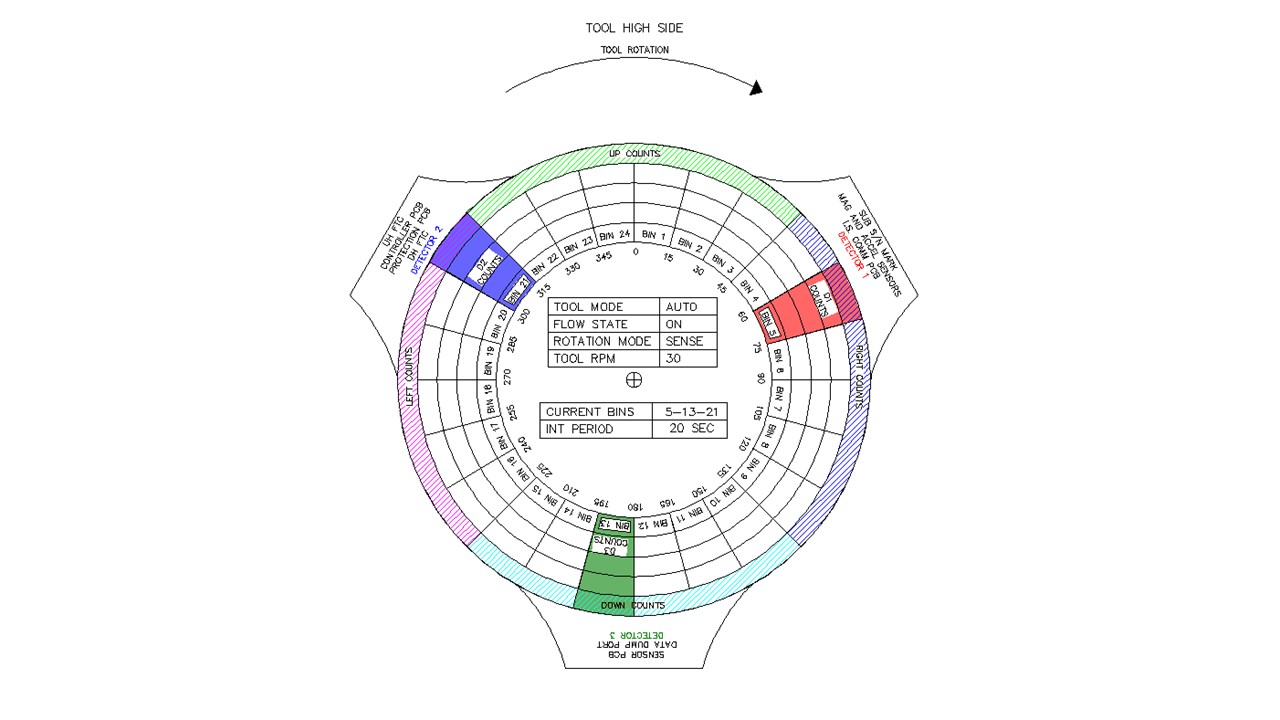 TOOL HIGH SIDE
TOOL ROTATION
UP COUNTS
UH FTC
CONTROLLER PCB
PROTECTION PCB
DH FTC
DETECTOR 2
SUB S/N MARK
MAG AND ACCEL SENSORS
I.S. COMM PCB
DETECTOR 1
D2
COUNTS
D1
COUNTS
D3
COUNTS
LEFT COUNTS
RIGHT COUNTS
DOWN COUNTS
BIN 1
BIN 2
BIN 3
BIN 4
BIN 5
BIN 6
BIN 7
BIN 8
BIN 9
BIN 10
BIN 11
BIN 12
BIN 13
BIN 14
BIN 15
BIN 16
BIN 17
BIN 18
BIN 19
BIN 20
BIN 21
BIN 22
BIN 23
BIN 24
0
15
30
45
60
75
90
105
120
135
150
165
180
195
210
225
240
255
270
285
300
315
330
345
TOOL MODE AUTO
FLOW STATE ON
ROTATION MODE SENSE
TOOL RPM 30
CURRENT BINS 5-13-21
INT PERIOD 20 SEC
SENSOR PCB
DATA DUMP PORT
DETECTOR 3